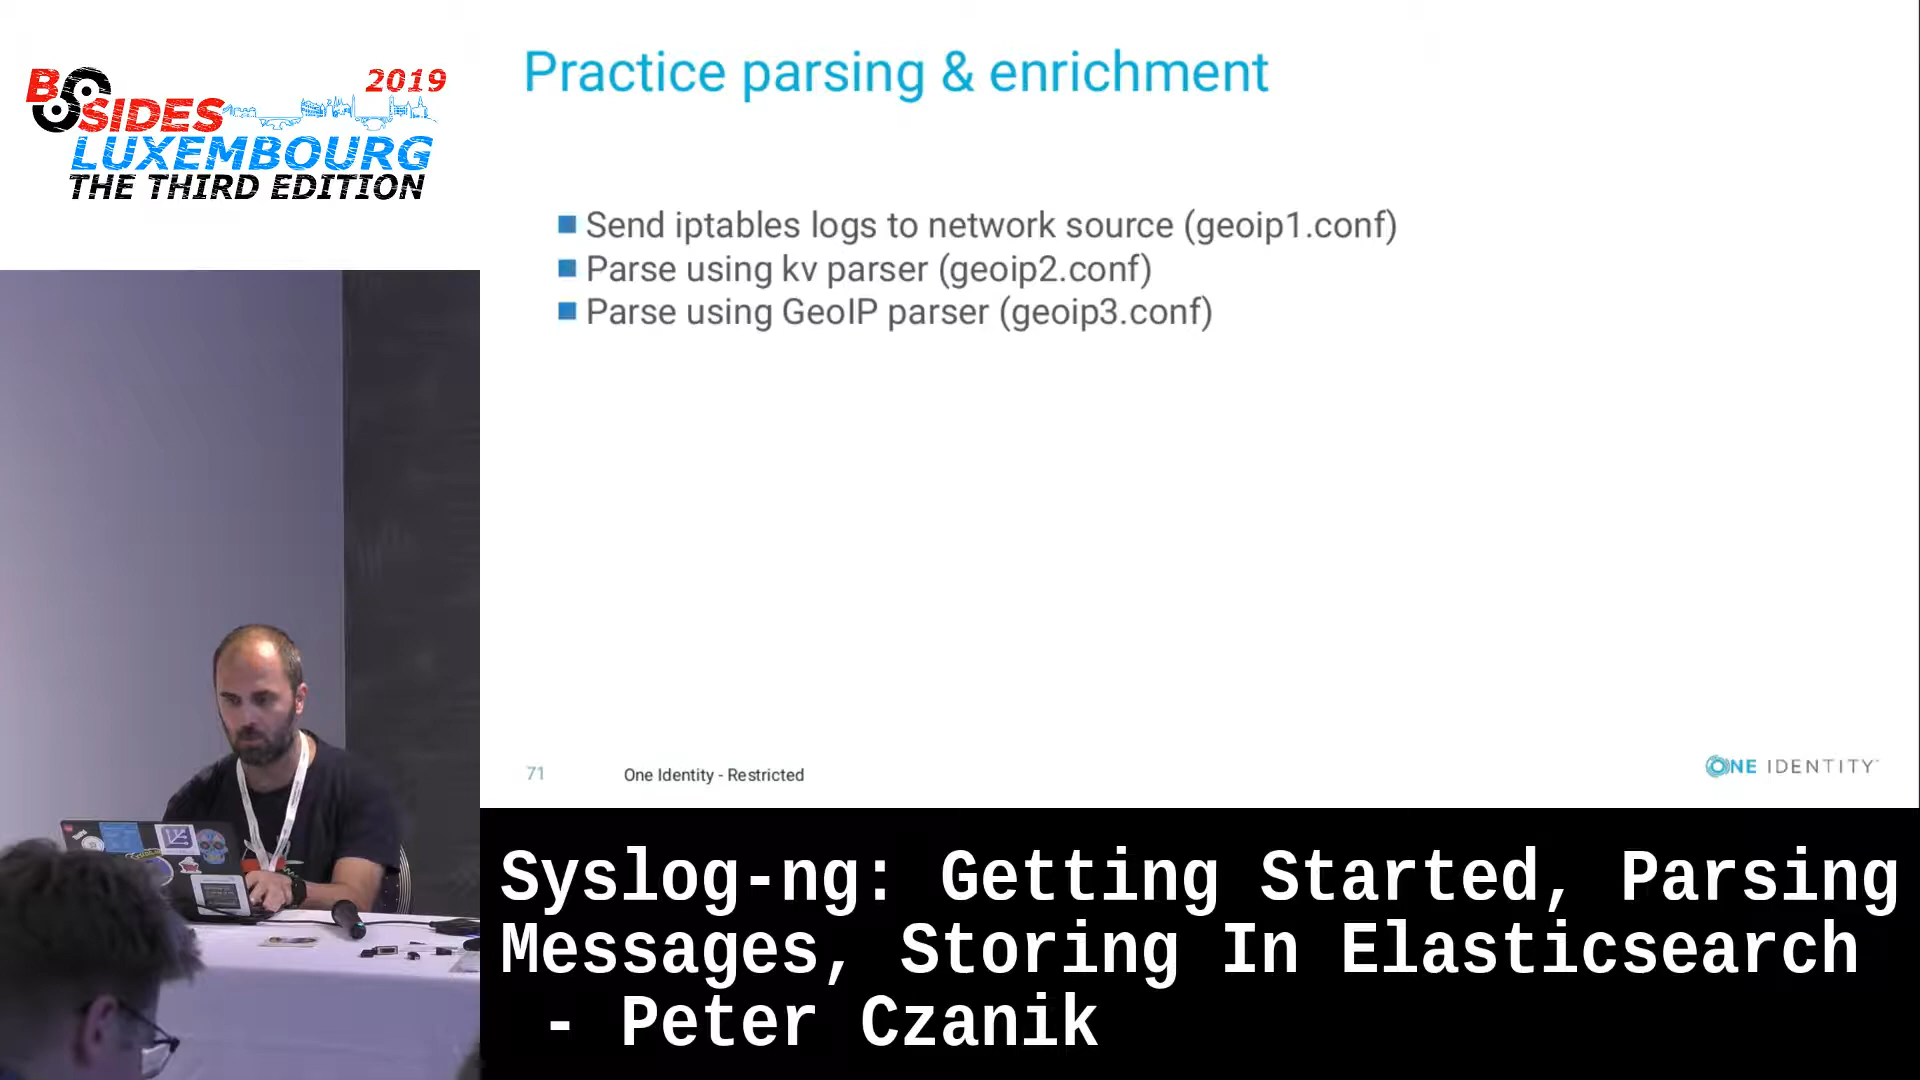 BSIDES
2019
LUXEMBOURG
THE THIRD EDITION
Practice parsing & enrichment
Send iptables logs to network source (geoip1.conf)
Parse using kv parser (geoip2.conf)
Parse using GeoIP parser (geoip3.conf)
71
One Identity - Restricted
ONE IDENTITY
Syslog-ng: Getting Started, Parsing
Messages, Storing In Elasticsearch
- Peter Czanik